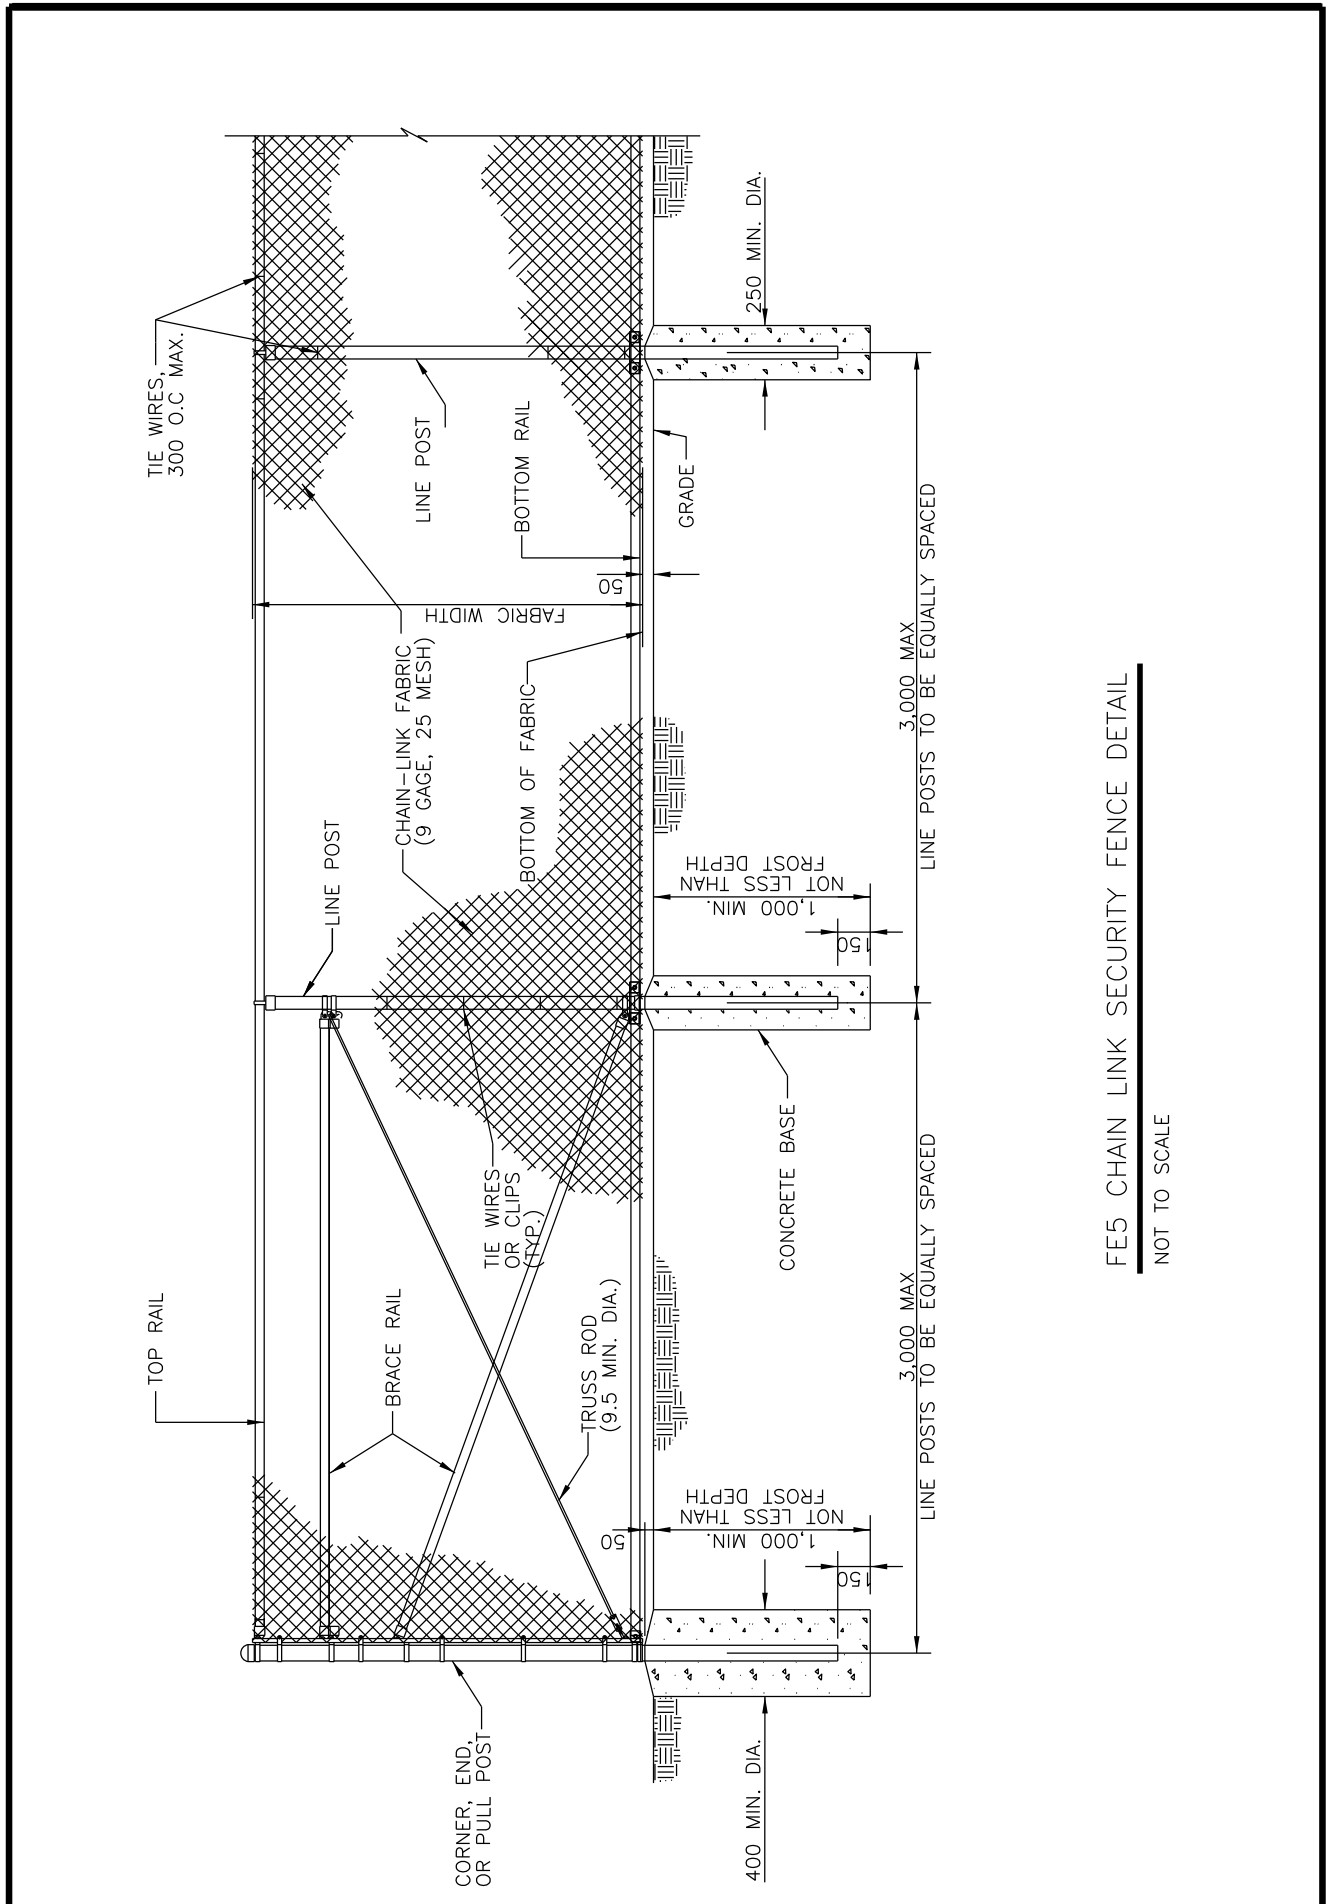 TOP RAIL
TIE WIRES,
300 O.C MAX.
LINE POST
BRACE RAIL
CHAIN-LINK FABRIC
(9 GAGE, 25 MESH)
LINE POST
CORNER, END,
OR PULL POST
TIE WIRES
OR CLIPS
(TYP.)
FABRIC WIDTH
BOTTOM OF FABRIC
BOTTOM RAIL
TRUSS ROD
(9.5 MIN. DIA.)
50
50
GRADE
1,000 MIN.
NOT LESS THAN
FROST DEPTH
1,000 MIN.
NOT LESS THAN
FROST DEPTH
400 MIN. DIA.
CONCRETE BASE
250 MIN. DIA.
150
150
3,000 MAX
LINE POSTS TO BE EQUALLY SPACED
3,000 MAX
LINE POSTS TO BE EQUALLY SPACED
FE5 CHAIN LINK SECURITY FENCE DETAIL
NOT TO SCALE